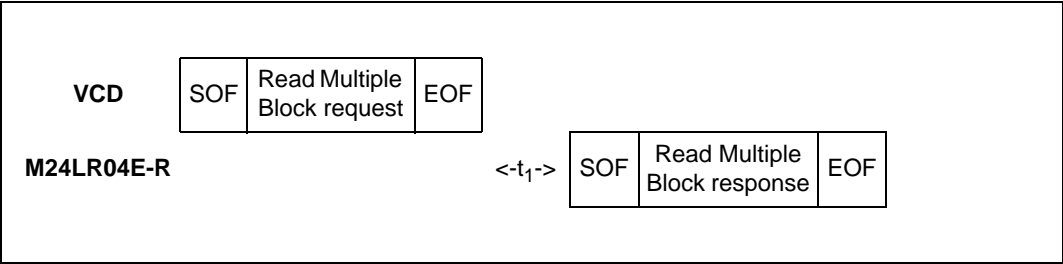 VCD SOF Read Multiple Block request EOF
M24LR04E-R <-t₁-> SOF Read Multiple Block response EOF